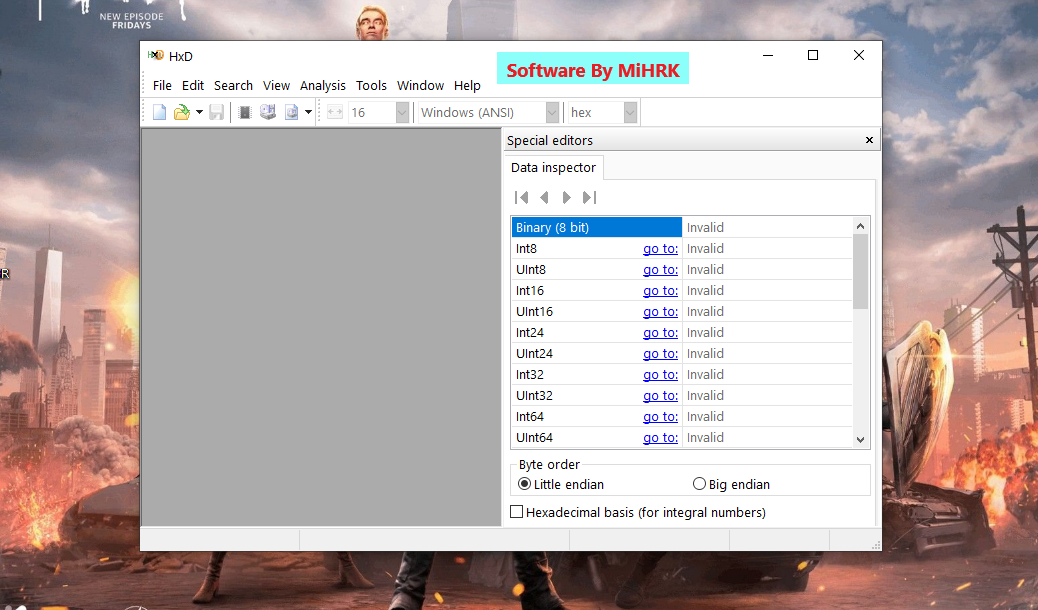 NEW EPISODE
FRIDAYS
HxD
Software By MiHRK
File Edit Search View Analysis Tools Window Help
16 Windows (ANSI) hex
Special editors
Data inspector
Binary (8 bit) Invalid
Int8 go to: Invalid
UInt8 go to: Invalid
Int16 go to: Invalid
UInt16 go to: Invalid
Int24 go to: Invalid
UInt24 go to: Invalid
Int32 go to: Invalid
UInt32 go to: Invalid
Int64 go to: Invalid
UInt64 go to: Invalid
Byte order
Little endian Big endian
Hexadecimal basis (for integral numbers)
R